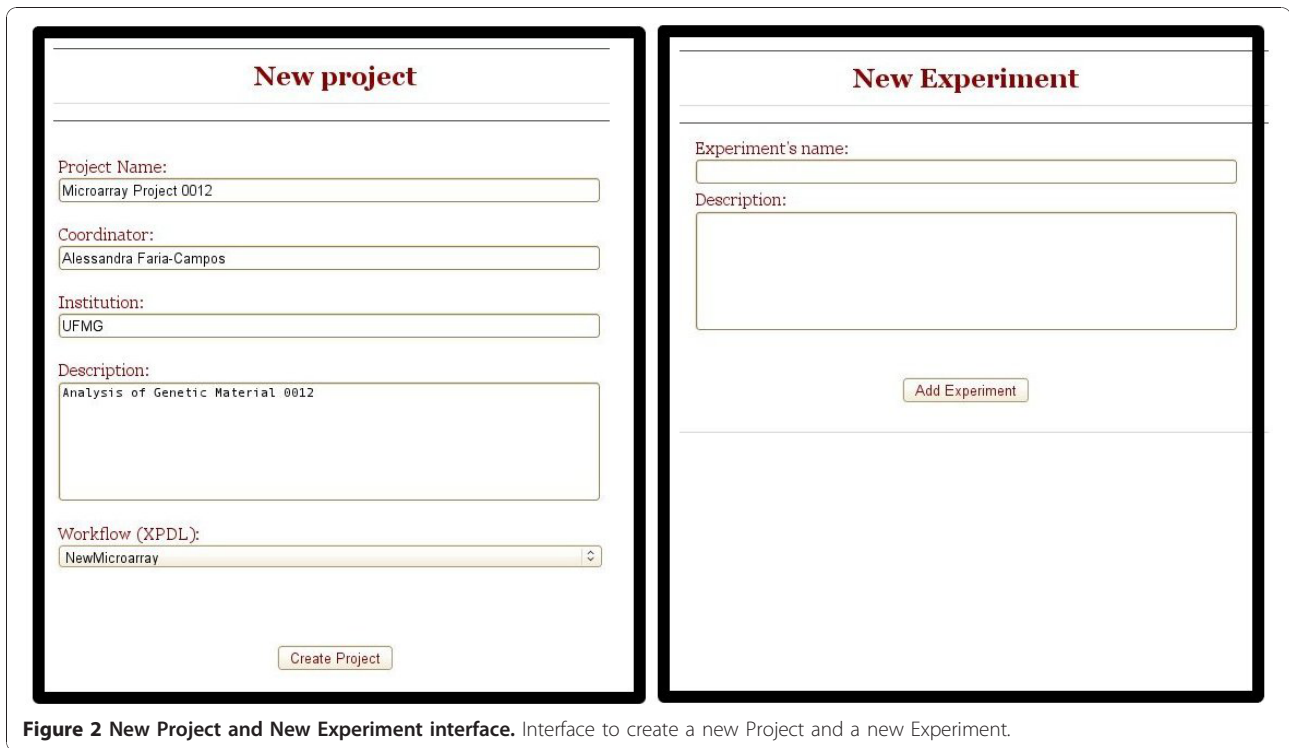 New project
Project Name:
Microarray Project 0012
Coordinator:
Alessandra Faria-Campos
Institution:
UFMG
Description:
Analysis of Genetic Material 0012
Workflow (XPDL):
NewMicroarray
Create Project
New Experiment
Experiment's name:
Description:
Add Experiment
Figure 2 New Project and New Experiment interface. Interface to create a new Project and a new Experiment.